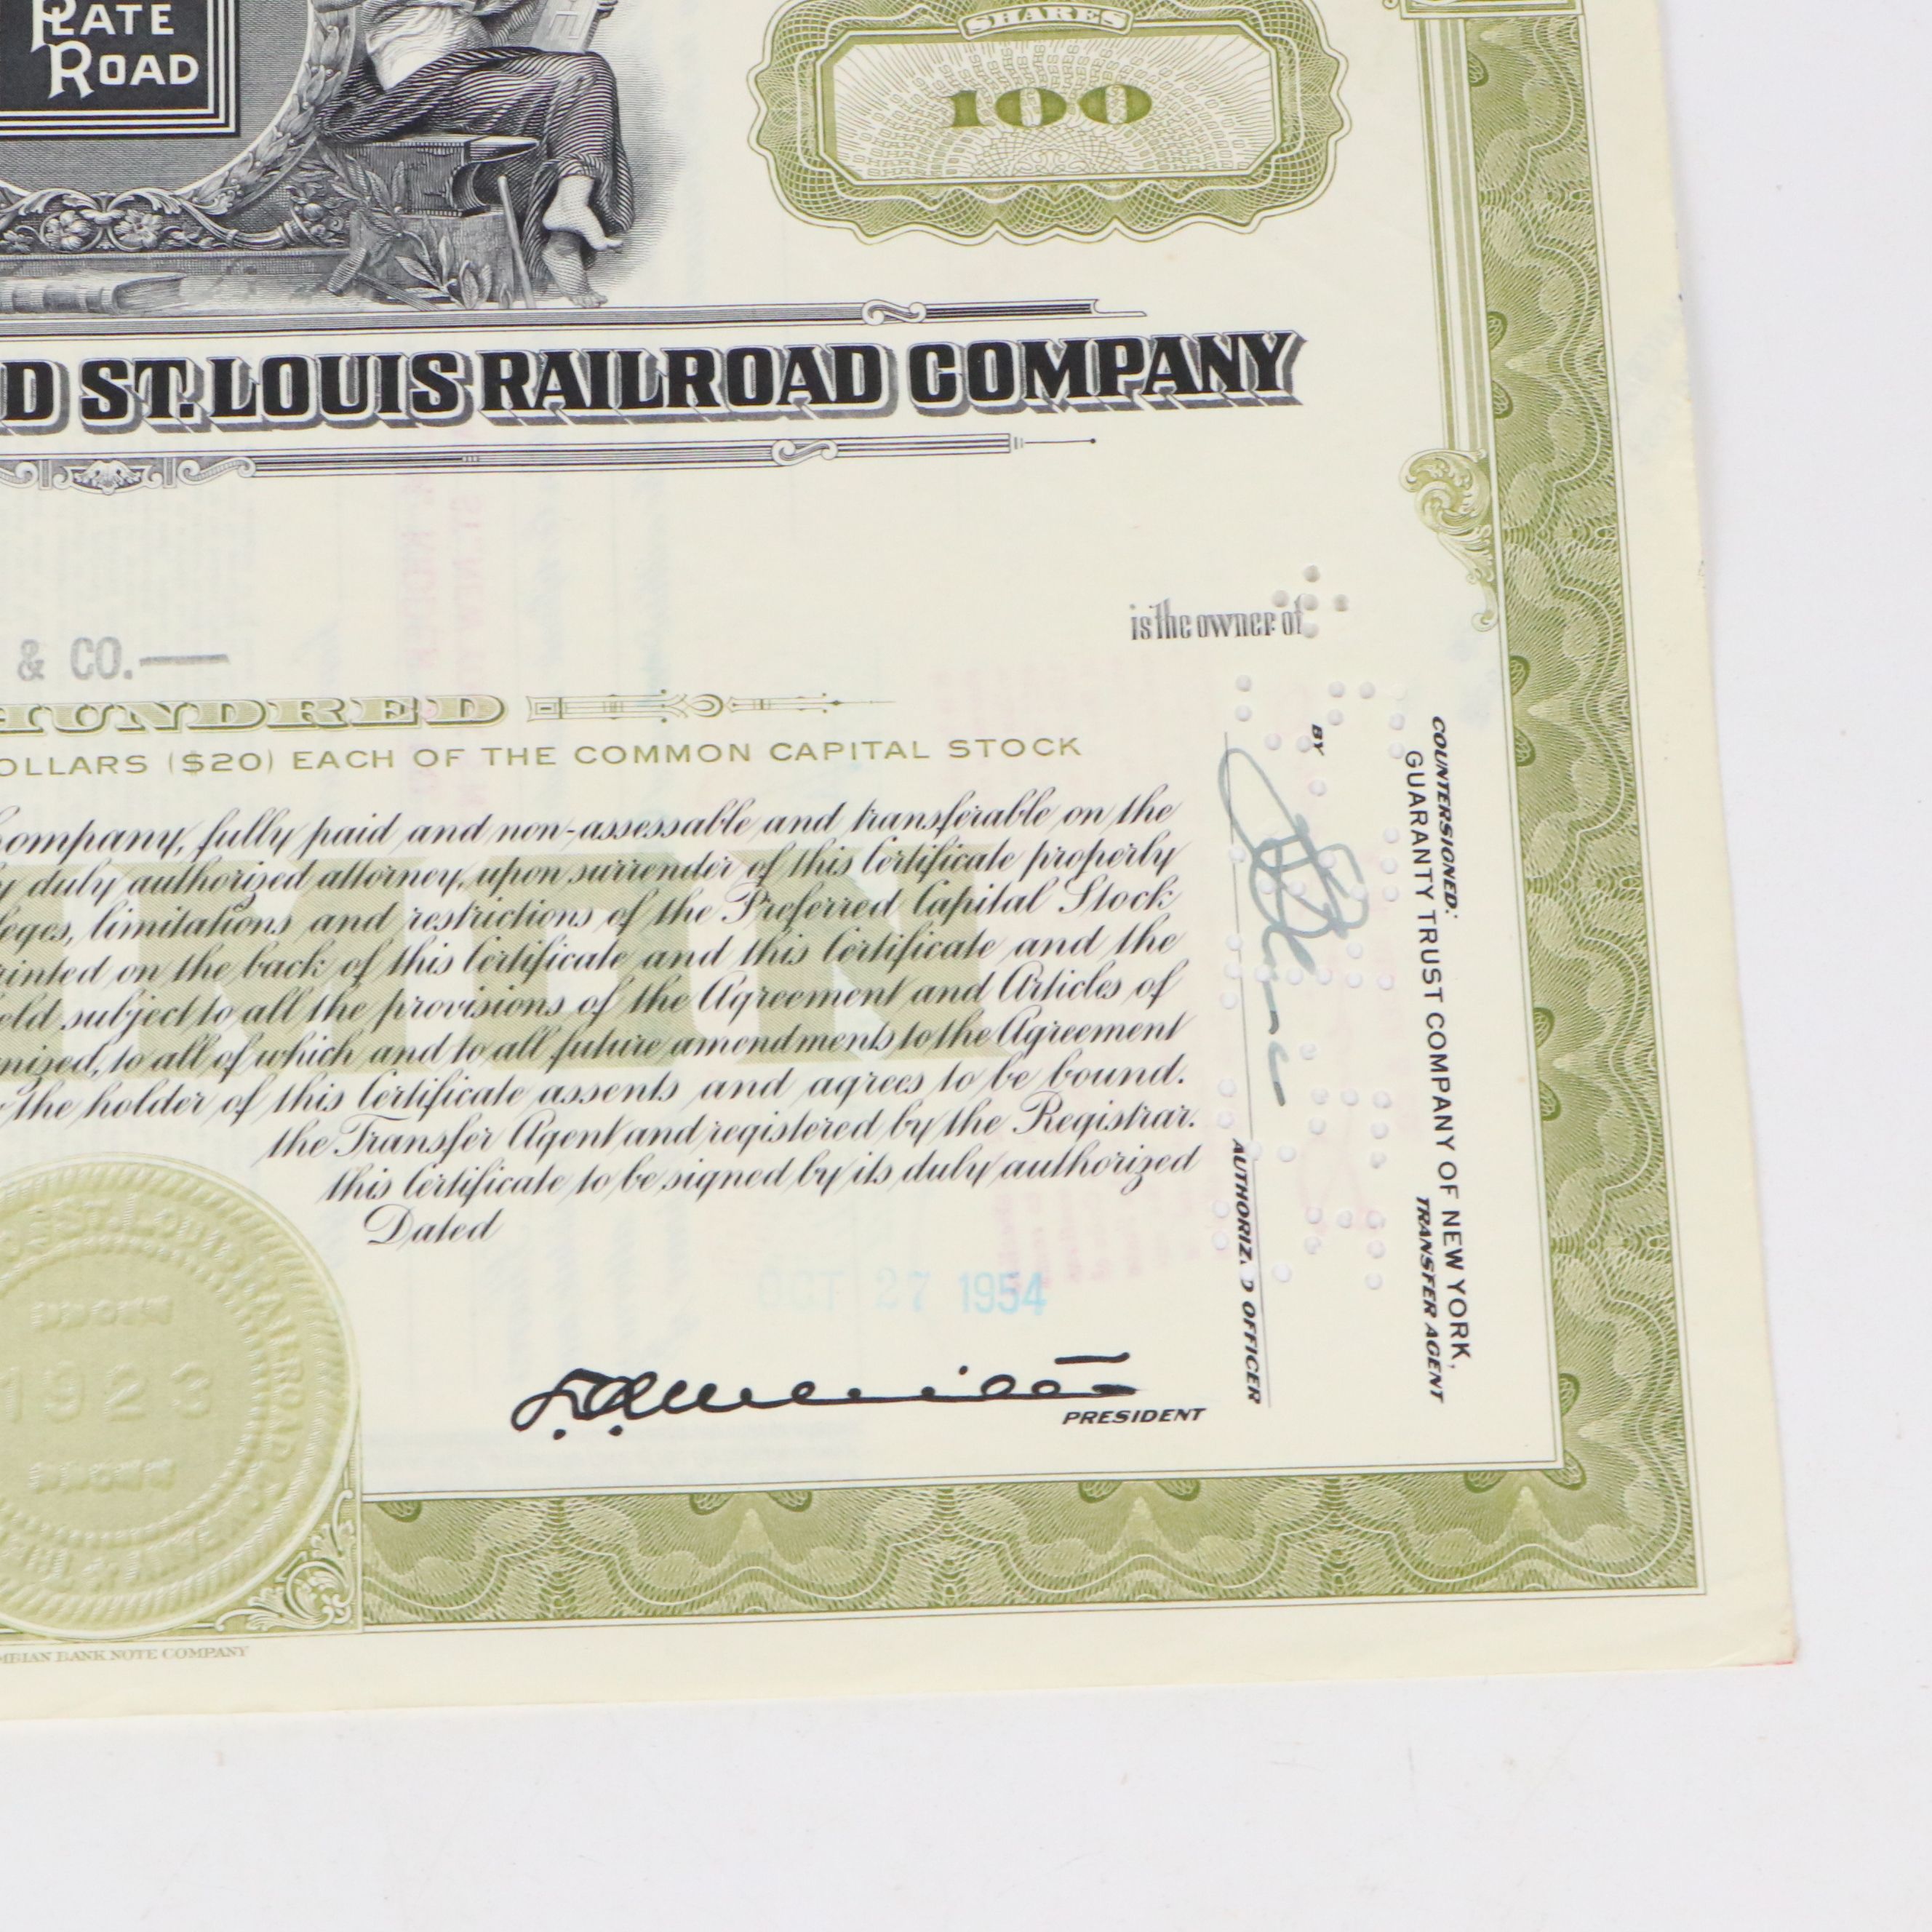 PLATE
ROAD
SHARES
100
D ST. LOUIS RAILROAD COMPANY
is the owner of
& CO.—
HUNDRED
OLLARS ($20) EACH OF THE COMMON CAPITAL STOCK
Company, fully paid and non-assessable and transferable on the
y duly authorized attorney, upon surrender of this Certificate properly
leges, limitations and restrictions of the Preferred Capital Stock
rinted on the back of this Certificate and this Certificate and the
eld subject to all the provisions of the Agreement and Articles of
nized, to all of which and to all future amendments to the Agreement
the holder of this Certificate assents and agrees to be bound.
the Transfer Agent and registered by the Registrar.
this Certificate to be signed by its duly authorized
Dated
OCT 27 1954
PRESIDENT
COUNTERSIGNED:
GUARANTY TRUST COMPANY OF NEW YORK,
TRANSFER AGENT
BY
AUTHORIZ D OFFICER
ST. LOUIS RAILROAD
1923
MBIAN BANK NOTE COMPANY